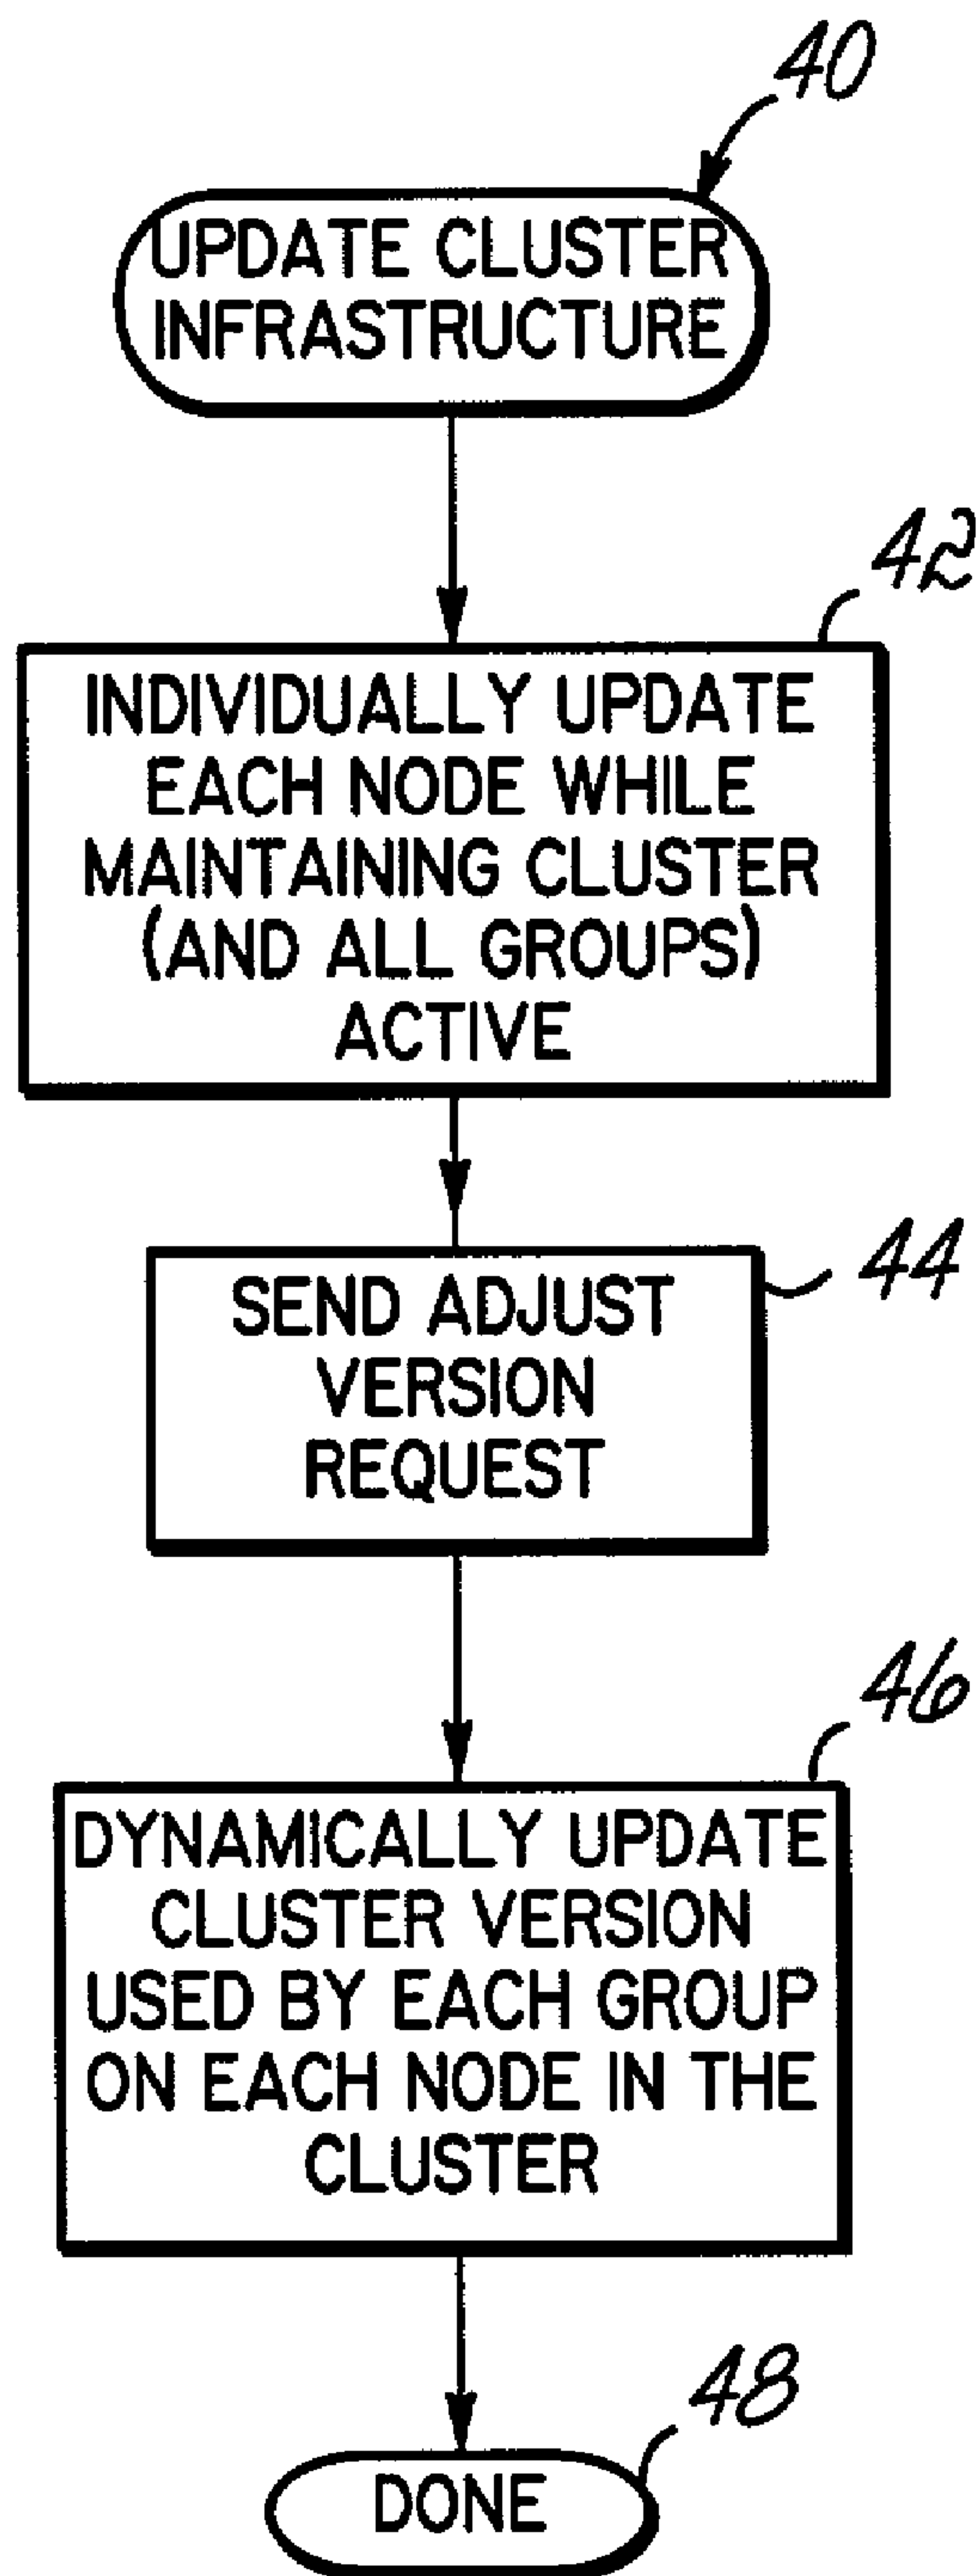 40
UPDATE CLUSTER
INFRASTRUCTURE
42
INDIVIDUALLY UPDATE
EACH NODE WHILE
MAINTAINING CLUSTER
(AND ALL GROUPS)
ACTIVE
44
SEND ADJUST
VERSION
REQUEST
46
DYNAMICALLY UPDATE
CLUSTER VERSION
USED BY EACH GROUP
ON EACH NODE IN THE
CLUSTER
48
DONE